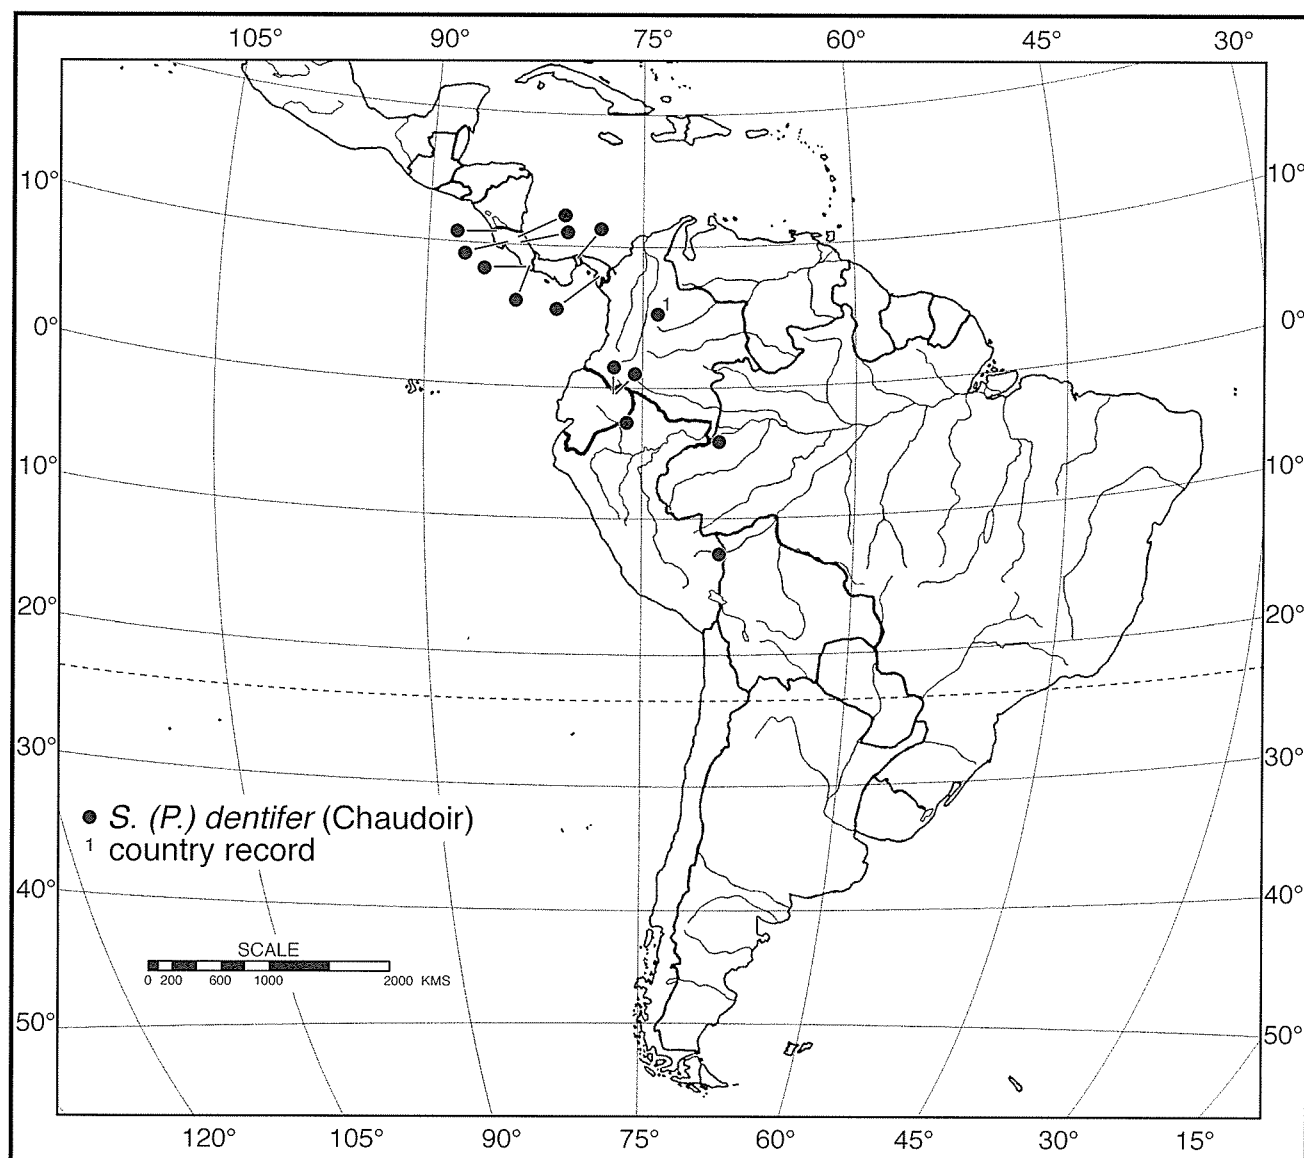 105° 90° 75° 60° 45° 30°
10° 10°
1
0° 0°
10° 10°
20° 20°
30° 30°
● S. (P.) dentifer (Chaudoir)
1 country record
40° 40°
SCALE
0 200 600 1000 2000 KMS
50° 50°
120° 105° 90° 75° 60° 45° 30° 15°